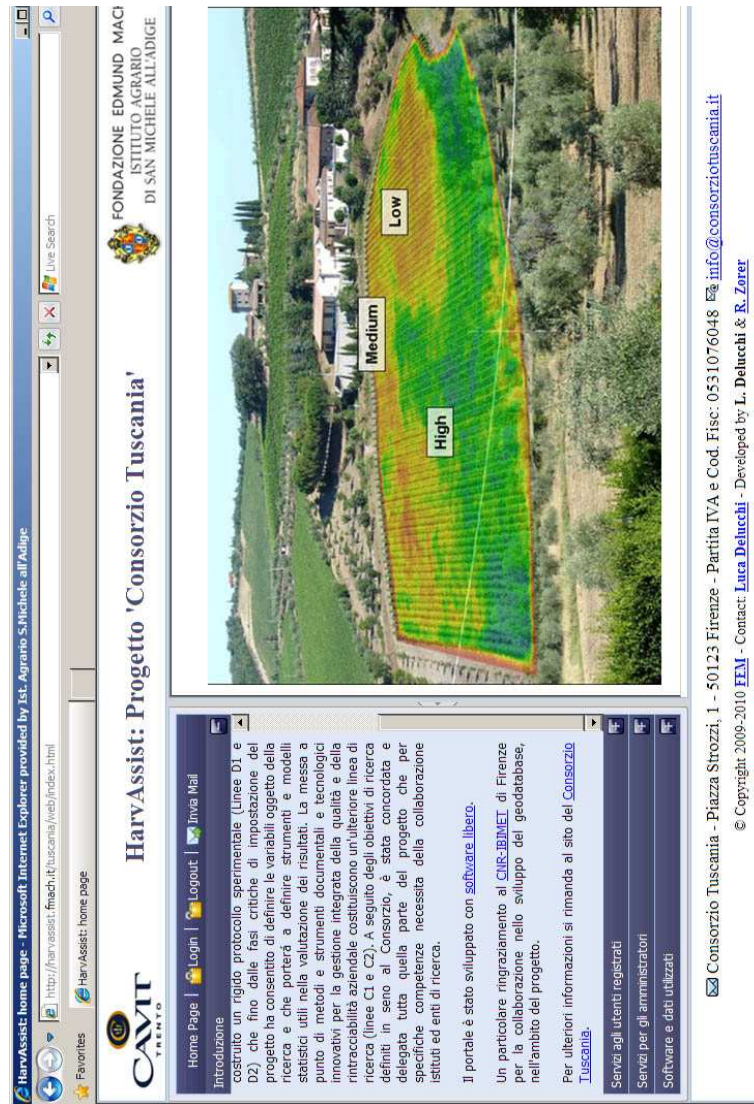 HarvAssist: home page - Microsoft Internet Explorer provided by Ist. Agrario S.Michele all'Adige
http://harvassist.fmach.it/tuscania/web/index.html
Live Search
Favorites
HarvAssist: home page
CAVIT
TRENTO
HarvAssist: Progetto 'Consorzio Tuscania'
FONDAZIONE EDMUND MACH
ISTITUTO AGRARIO
DI SAN MICHELE ALL'ADIGE
Home Page | Login | Logout | Invia Mail
Introduzione
costruito un rigido protocollo sperimentale (Linee D1 e
D2) che fino dalle fasi critiche di impostazione del
progetto ha consentito di definire le variabili oggetto della
ricerca e che porterá a definire strumenti e modelli
statistici utili nella valutazione dei risultati. La messa a
punto di metodi e strumenti documentali e tecnologici
innovativi per la gestione integrata della qualità e della
rintracciabilità aziendale costituiscono un'ulteriore linea di
ricerca (linee C1 e C2). A seguito degli obiettivi di ricerca
definiti in seno al Consorzio, è stata concordata e
delegata tutta quella parte del progetto che per
specifiche competenze necessita della collaborazione
istituti ed enti di ricerca.
Il portale è stato sviluppato con software libero.
Un particolare ringraziamento al CNR-IBIMET di Firenze
per la collaborazione nello sviluppo del geodatabase,
nell'ambito del progetto.
Per ulteriori informazioni si rimanda al sito del Consorzio
Tuscania.
Servizi agli utenti registrati
Servizi per gli amministratori
Software e dati utilizzati
High
Medium
Low
Consorzio Tuscania - Piazza Strozzi, 1 - 50123 Firenze - Partita IVA e Cod. Fisc: 0531076048 info@consorziotuscania.it
© Copyright 2009-2010 FEM - Contact: Luca Delucchi - Developed by L. Delucchi & R. Zorer